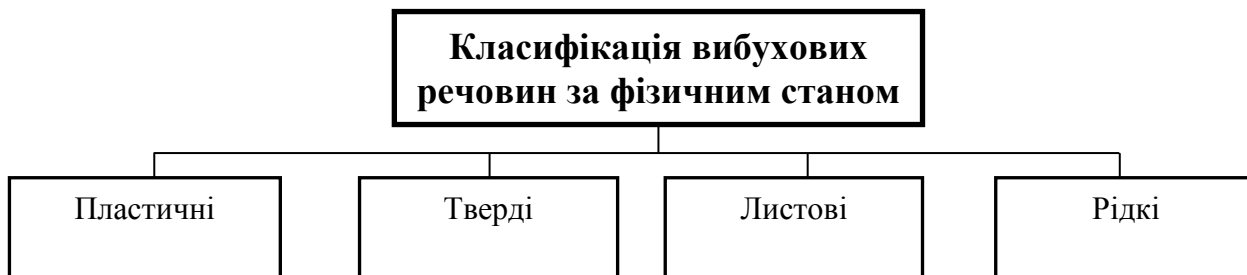 Класифікація вибухових
речовин за фізичним станом
Пластичні
Тверді
Листові
Рідкі